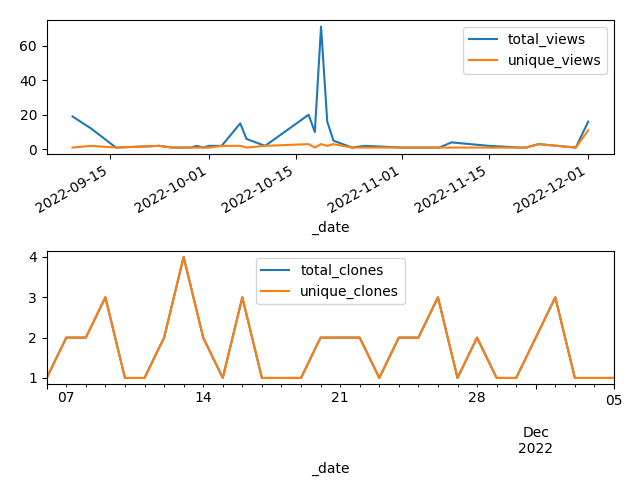 60
40
20
0
total_views
unique_views
2022-09-15
2022-10-01
2022-10-15
2022-11-01
2022-11-15
2022-12-01
_date
4
3
2
1
total_clones
unique_clones
07
14
21
28
05
Dec
2022
_date